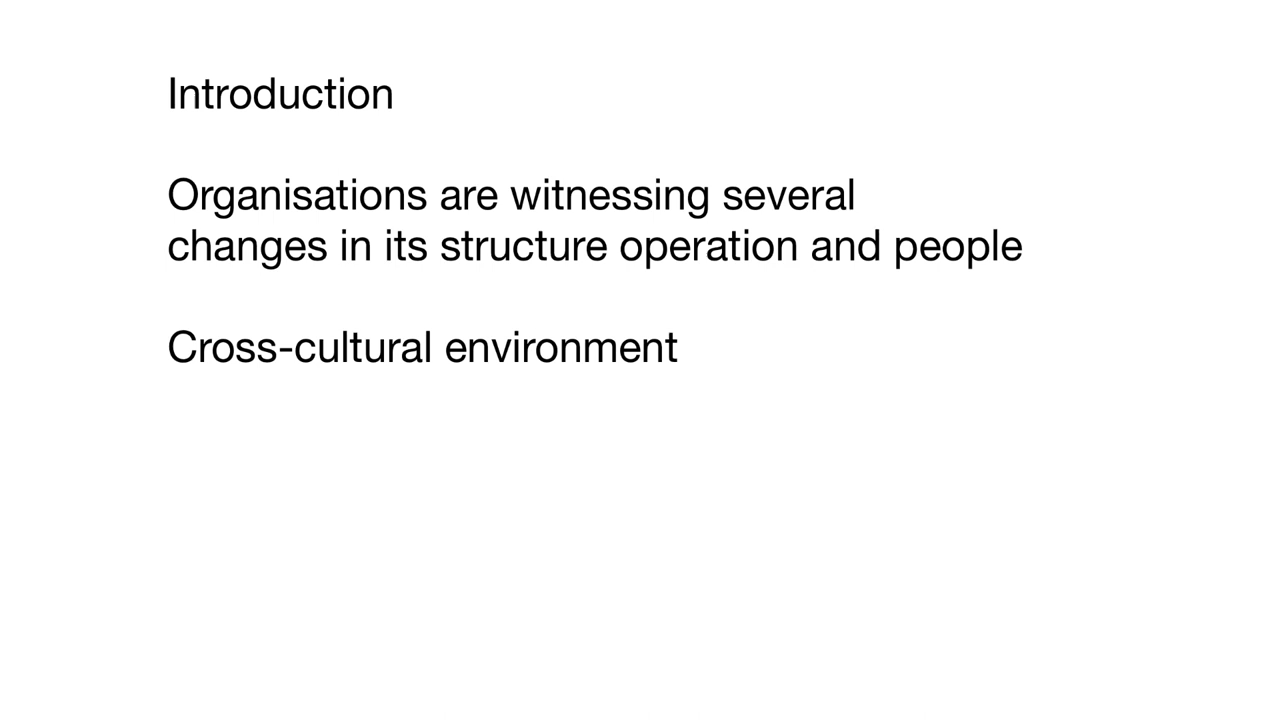 Introduction
Organisations are witnessing several
changes in its structure operation and people
Cross-cultural environment